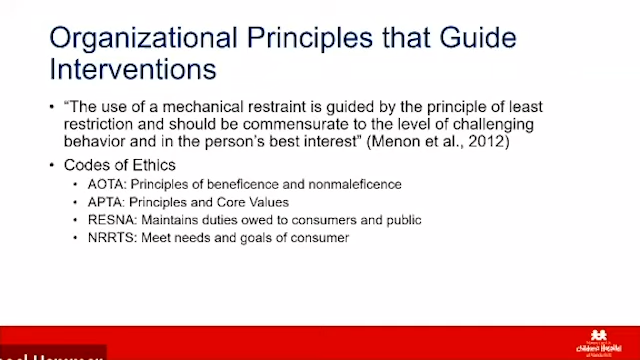 Organizational Principles that Guide
Interventions
• “The use of a mechanical restraint is guided by the principle of least
restriction and should be commensurate to the level of challenging
behavior and in the person’s best interest” (Menon et al., 2012)
• Codes of Ethics
• AOTA: Principles of beneficence and nonmaleficence
• APTA: Principles and Core Values
• RESNA: Maintains duties owed to consumers and public
• NRRTS: Meet needs and goals of consumer